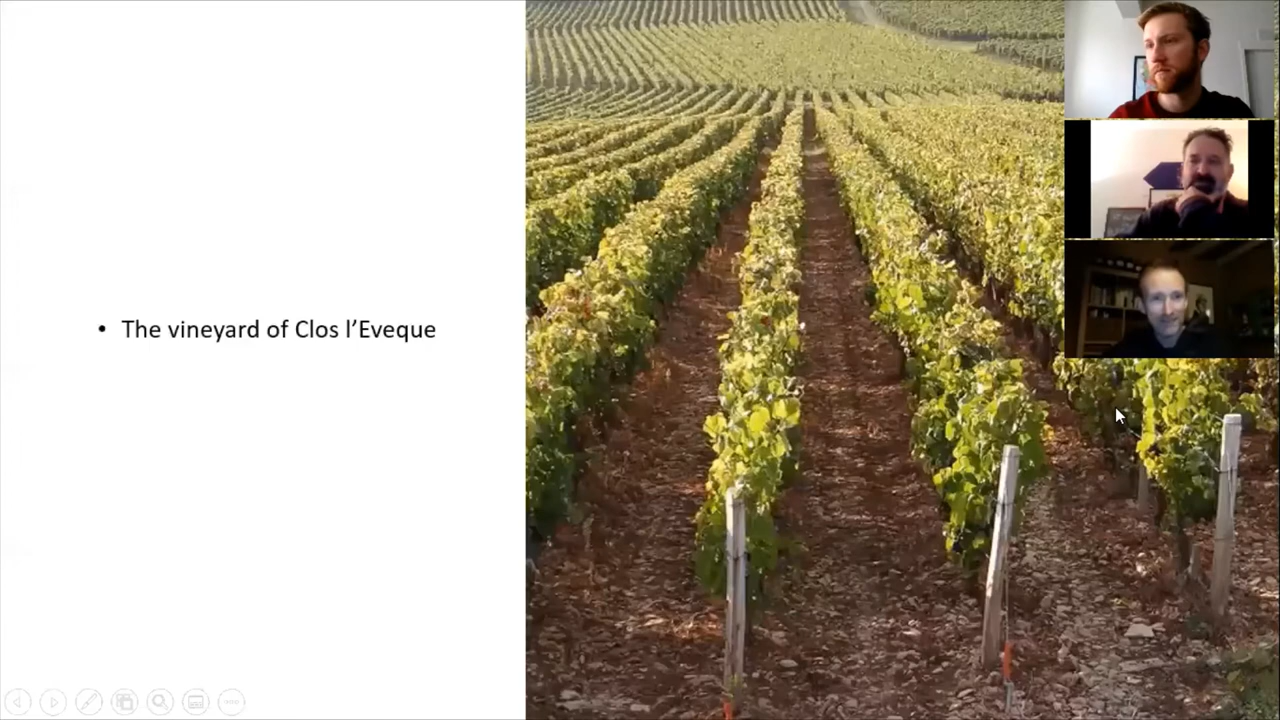 • The vineyard of Clos l’Eveque